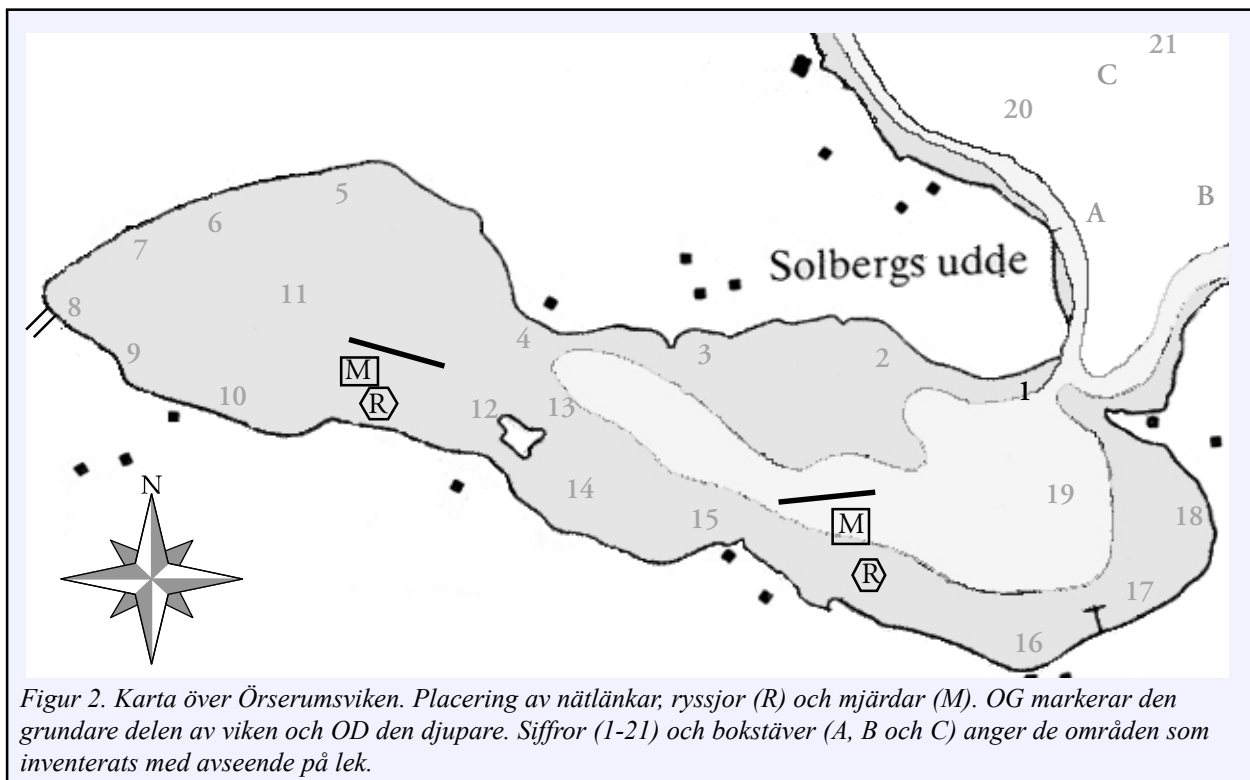 21
C
20
5
A
B
6
7
Solbergs udde
11
8
4
3
2
9
M
1
10
R
12
13
N
14
19
15
M
18
R
17
16
Figur 2. Karta över Örserumsviken. Placering av nätlänkar, ryssjor (R) och mjärdar (M). OG markerar den
grundare delen av viken och OD den djupare. Siffror (1-21) och bokstäver (A, B och C) anger de områden som
inventerats med avseende på lek.